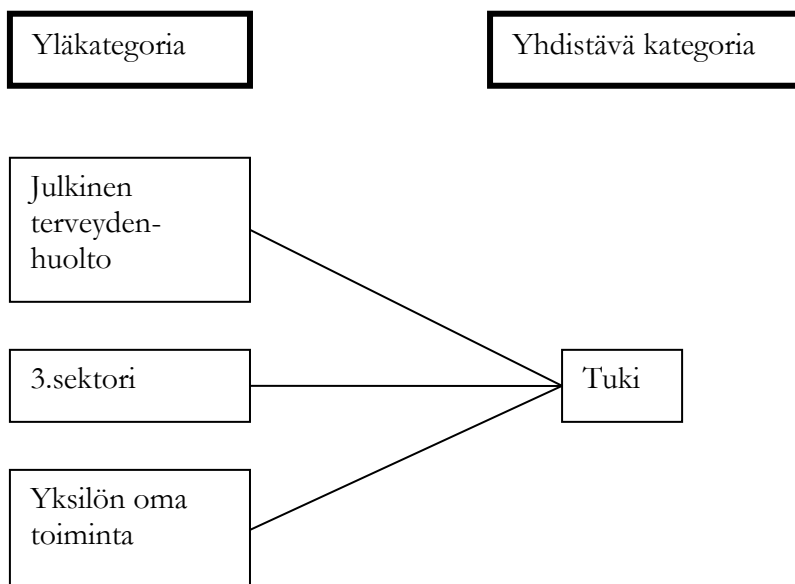 Yläkategoria
Yhdistävä kategoria
Julkinen
terveyden-
huolto
3.sektori
Tuki
Yksilön oma
toiminta